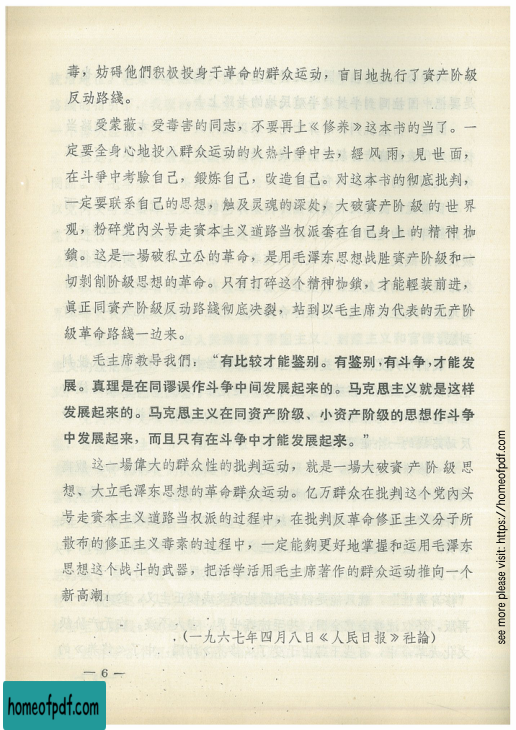 毒，妨碍他們积极投身于革命的群众运动，盲目地执行了資产阶級
反动路綫。
受蒙蔽、受毒害的同志，不要再上《修养》这本书的当了。一
定要全身心地投入群众运动的火热斗爭中去，經风雨，見世面，
在斗爭中考驗自己，鍛炼自己，改造自己。对这本书的彻底批判，
一定要联系自己的思想，触及灵魂的深处，大破資产阶級的世界
观，粉碎党內头号走資本主义道路当权派套在自己身上的精神枷
鎖。这是一場破私立公的革命，是用毛澤东思想战胜資产阶級和一
切剝削阶級思想的革命。只有打碎这个精神枷鎖，才能輕装前进，
眞正同資产阶級反动路綫彻底决裂，站到以毛主席为代表的无产阶
級革命路綫一边来。
毛主席教导我們：“有比较才能鉴别。有鉴别，有斗争，才能发
展。真理是在同谬误作斗争中间发展起来的。马克思主义就是这样
发展起来的。马克思主义在同资产阶级、小资产阶级的思想作斗争
中发展起来，而且只有在斗争中才能发展起来。”
这一場偉大的群众性的批判运动，就是一場大破資产阶級思
想、大立毛澤东思想的革命群众运动。亿万群众在批判这个党內头
号走資本主义道路当权派的过程中，在批判反革命修正主义分子所
散布的修正主义毒素的过程中，一定能夠更好地掌握和运用毛澤东
思想这个战斗的武器，把活学活用毛主席著作的群众运动推向一个
新高潮！
(一九六七年四月八日《人民日报》社論)
— 6 —
homeofpdf.com
see more please visit: https://homeofpdf.com